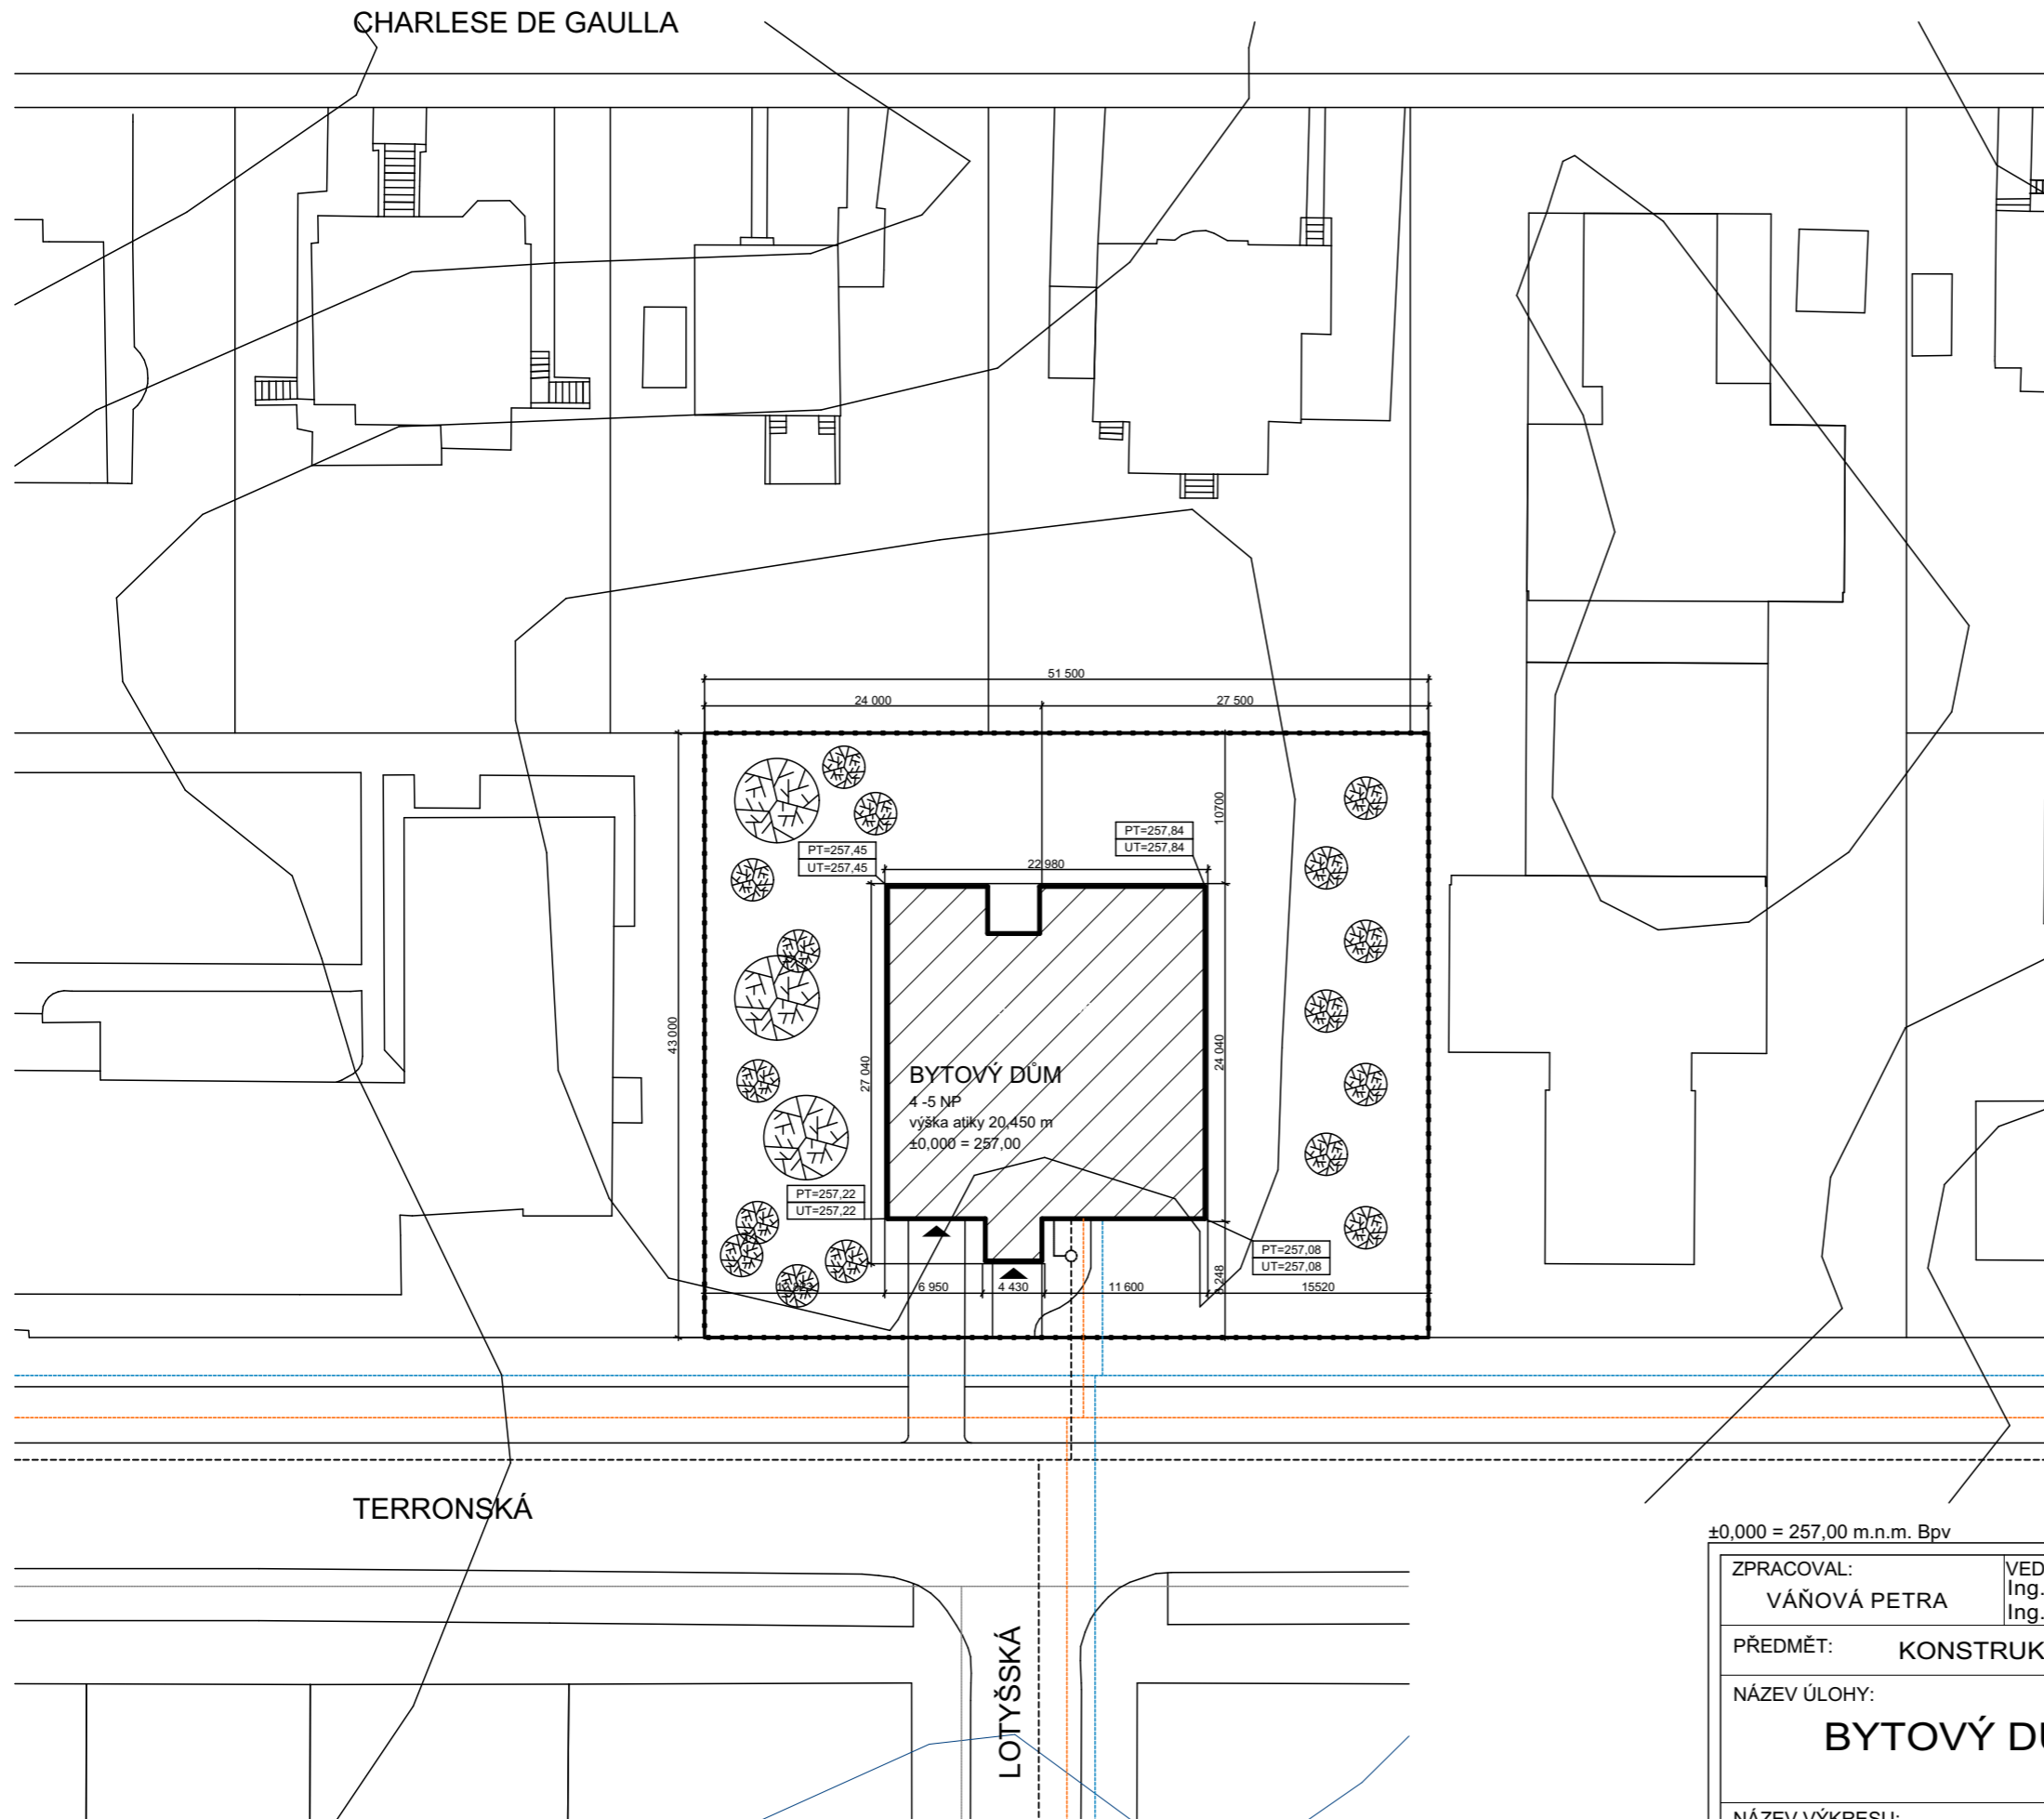 CHARLESE DE GAULLA
51 500
24 000
27 500
10700
PT=257,84
UT=257,84
PT=257,45
UT=257,45
22 980
43 000
27 040
24 040
BYTOVÝ DŮM
4 -5 NP
výška atiky 20,450 m
±0,000 = 257,00
PT=257,22
UT=257,22
PT=257,08
UT=257,08
6 950
4 430
11 600
15520
TERRONSKÁ
LOTYŠSKÁ
±0,000 = 257,00 m.n.m. Bpv
ZPRACOVAL:
VED
Ing.
VÁŇOVÁ PETRA
Ing.
PŘEDMĚT:
KONSTRUK
NÁZEV ÚLOHY:
BYTOVÝ DŮ
NÁZEV VÝKRESU: